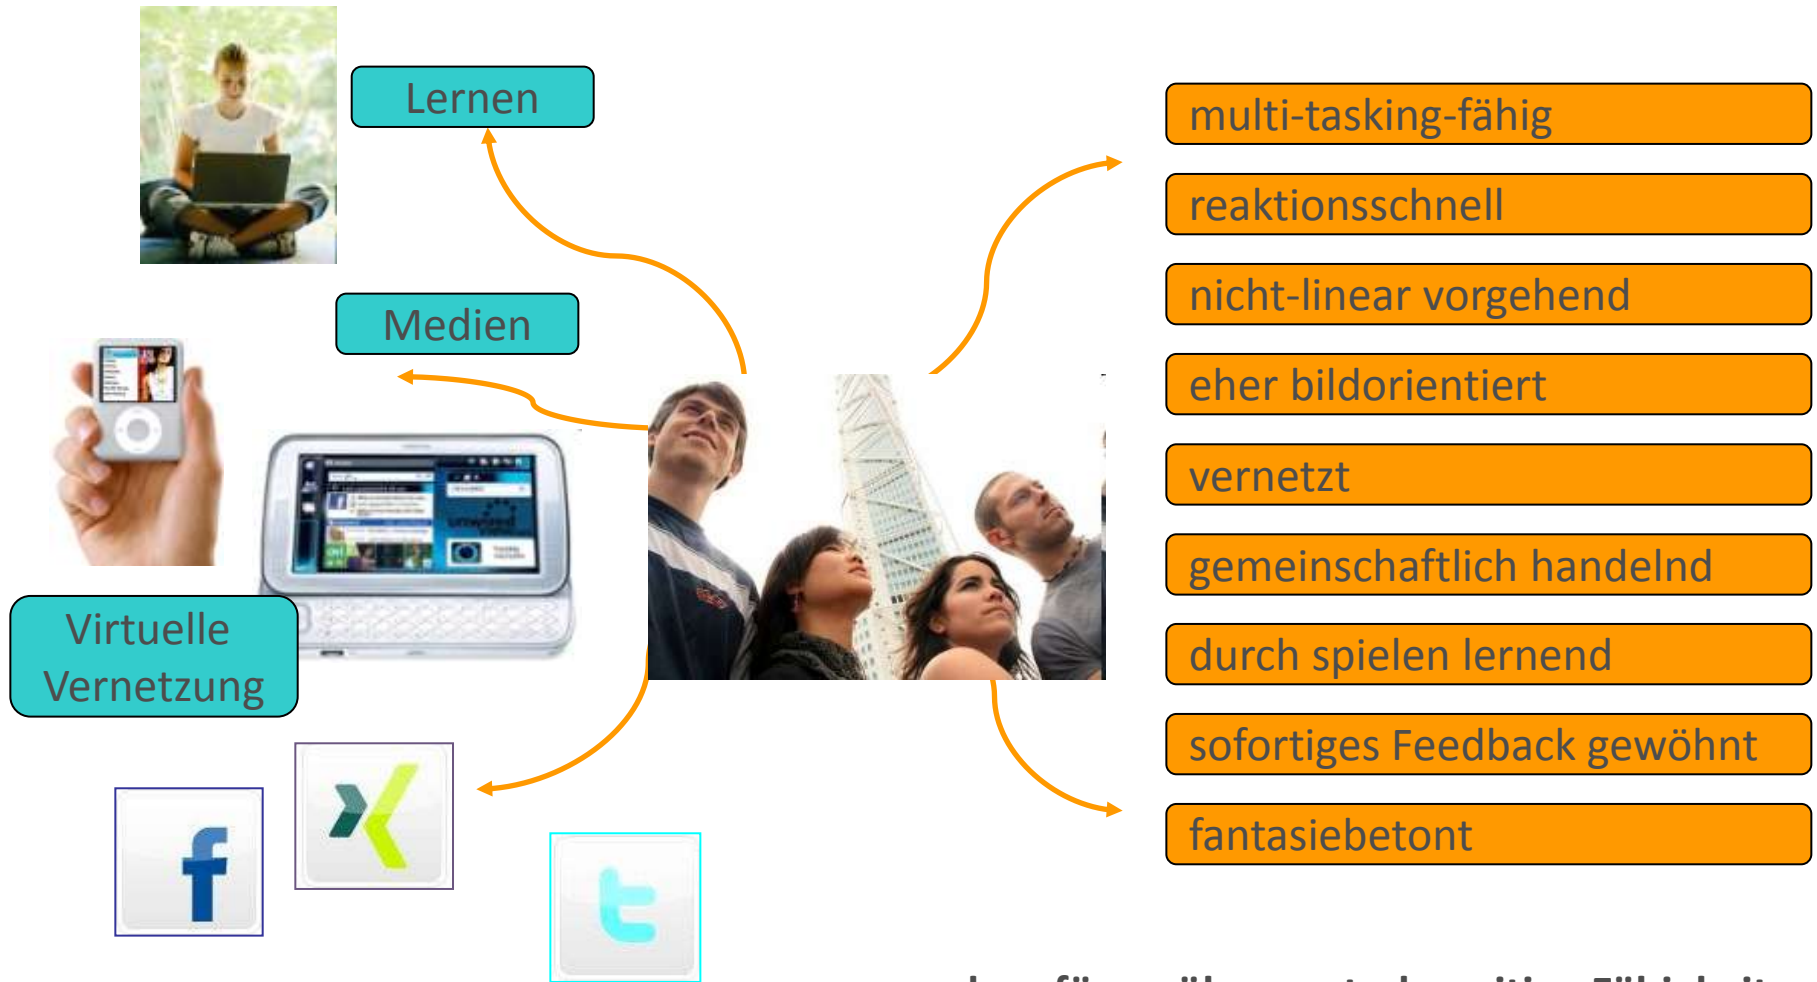 Lernen
Medien
Virtuelle
Vernetzung
multi-tasking-fähig
reaktionsschnell
nicht-linear vorgehend
eher bildorientiert
vernetzt
gemeinschaftlich handelnd
durch spielen lernend
sofortiges Feedback gewöhnt
fantasiebetont
unwired